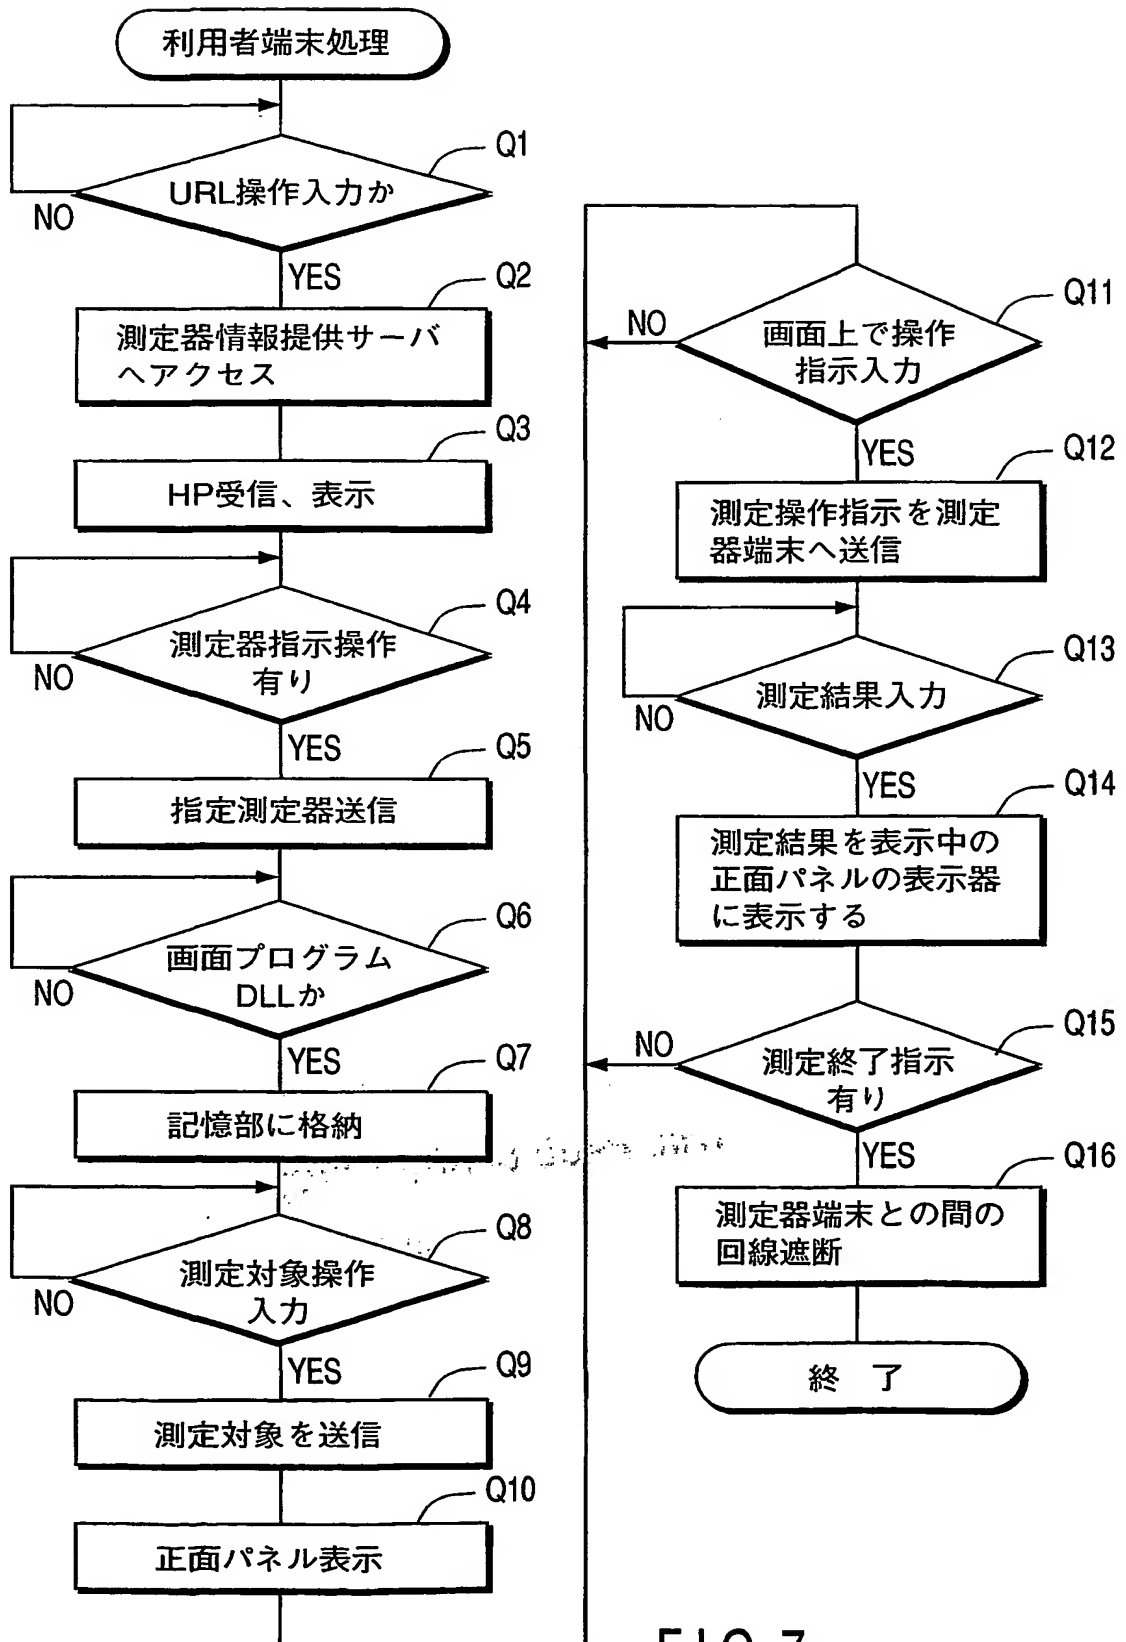 利用者端末処理
Q1
URL操作入力か
NO
YES
Q2
測定器情報提供サーバ
へアクセス
Q3
HP受信、表示
Q4
測定器指示操作
有り
NO
YES
Q5
指定測定器送信
Q6
画面プログラム
DLLか
NO
YES
Q7
記憶部に格納
Q8
測定対象操作
入力
NO
YES
Q9
測定対象を送信
Q10
正面パネル表示
Q11
画面上で操作
指示入力
NO
YES
Q12
測定操作指示を測定
器端末へ送信
Q13
測定結果入力
NO
YES
Q14
測定結果を表示中の
正面パネルの表示器
に表示する
Q15
測定終了指示
有り
NO
YES
Q16
測定器端末との間の
回線遮断
終 了